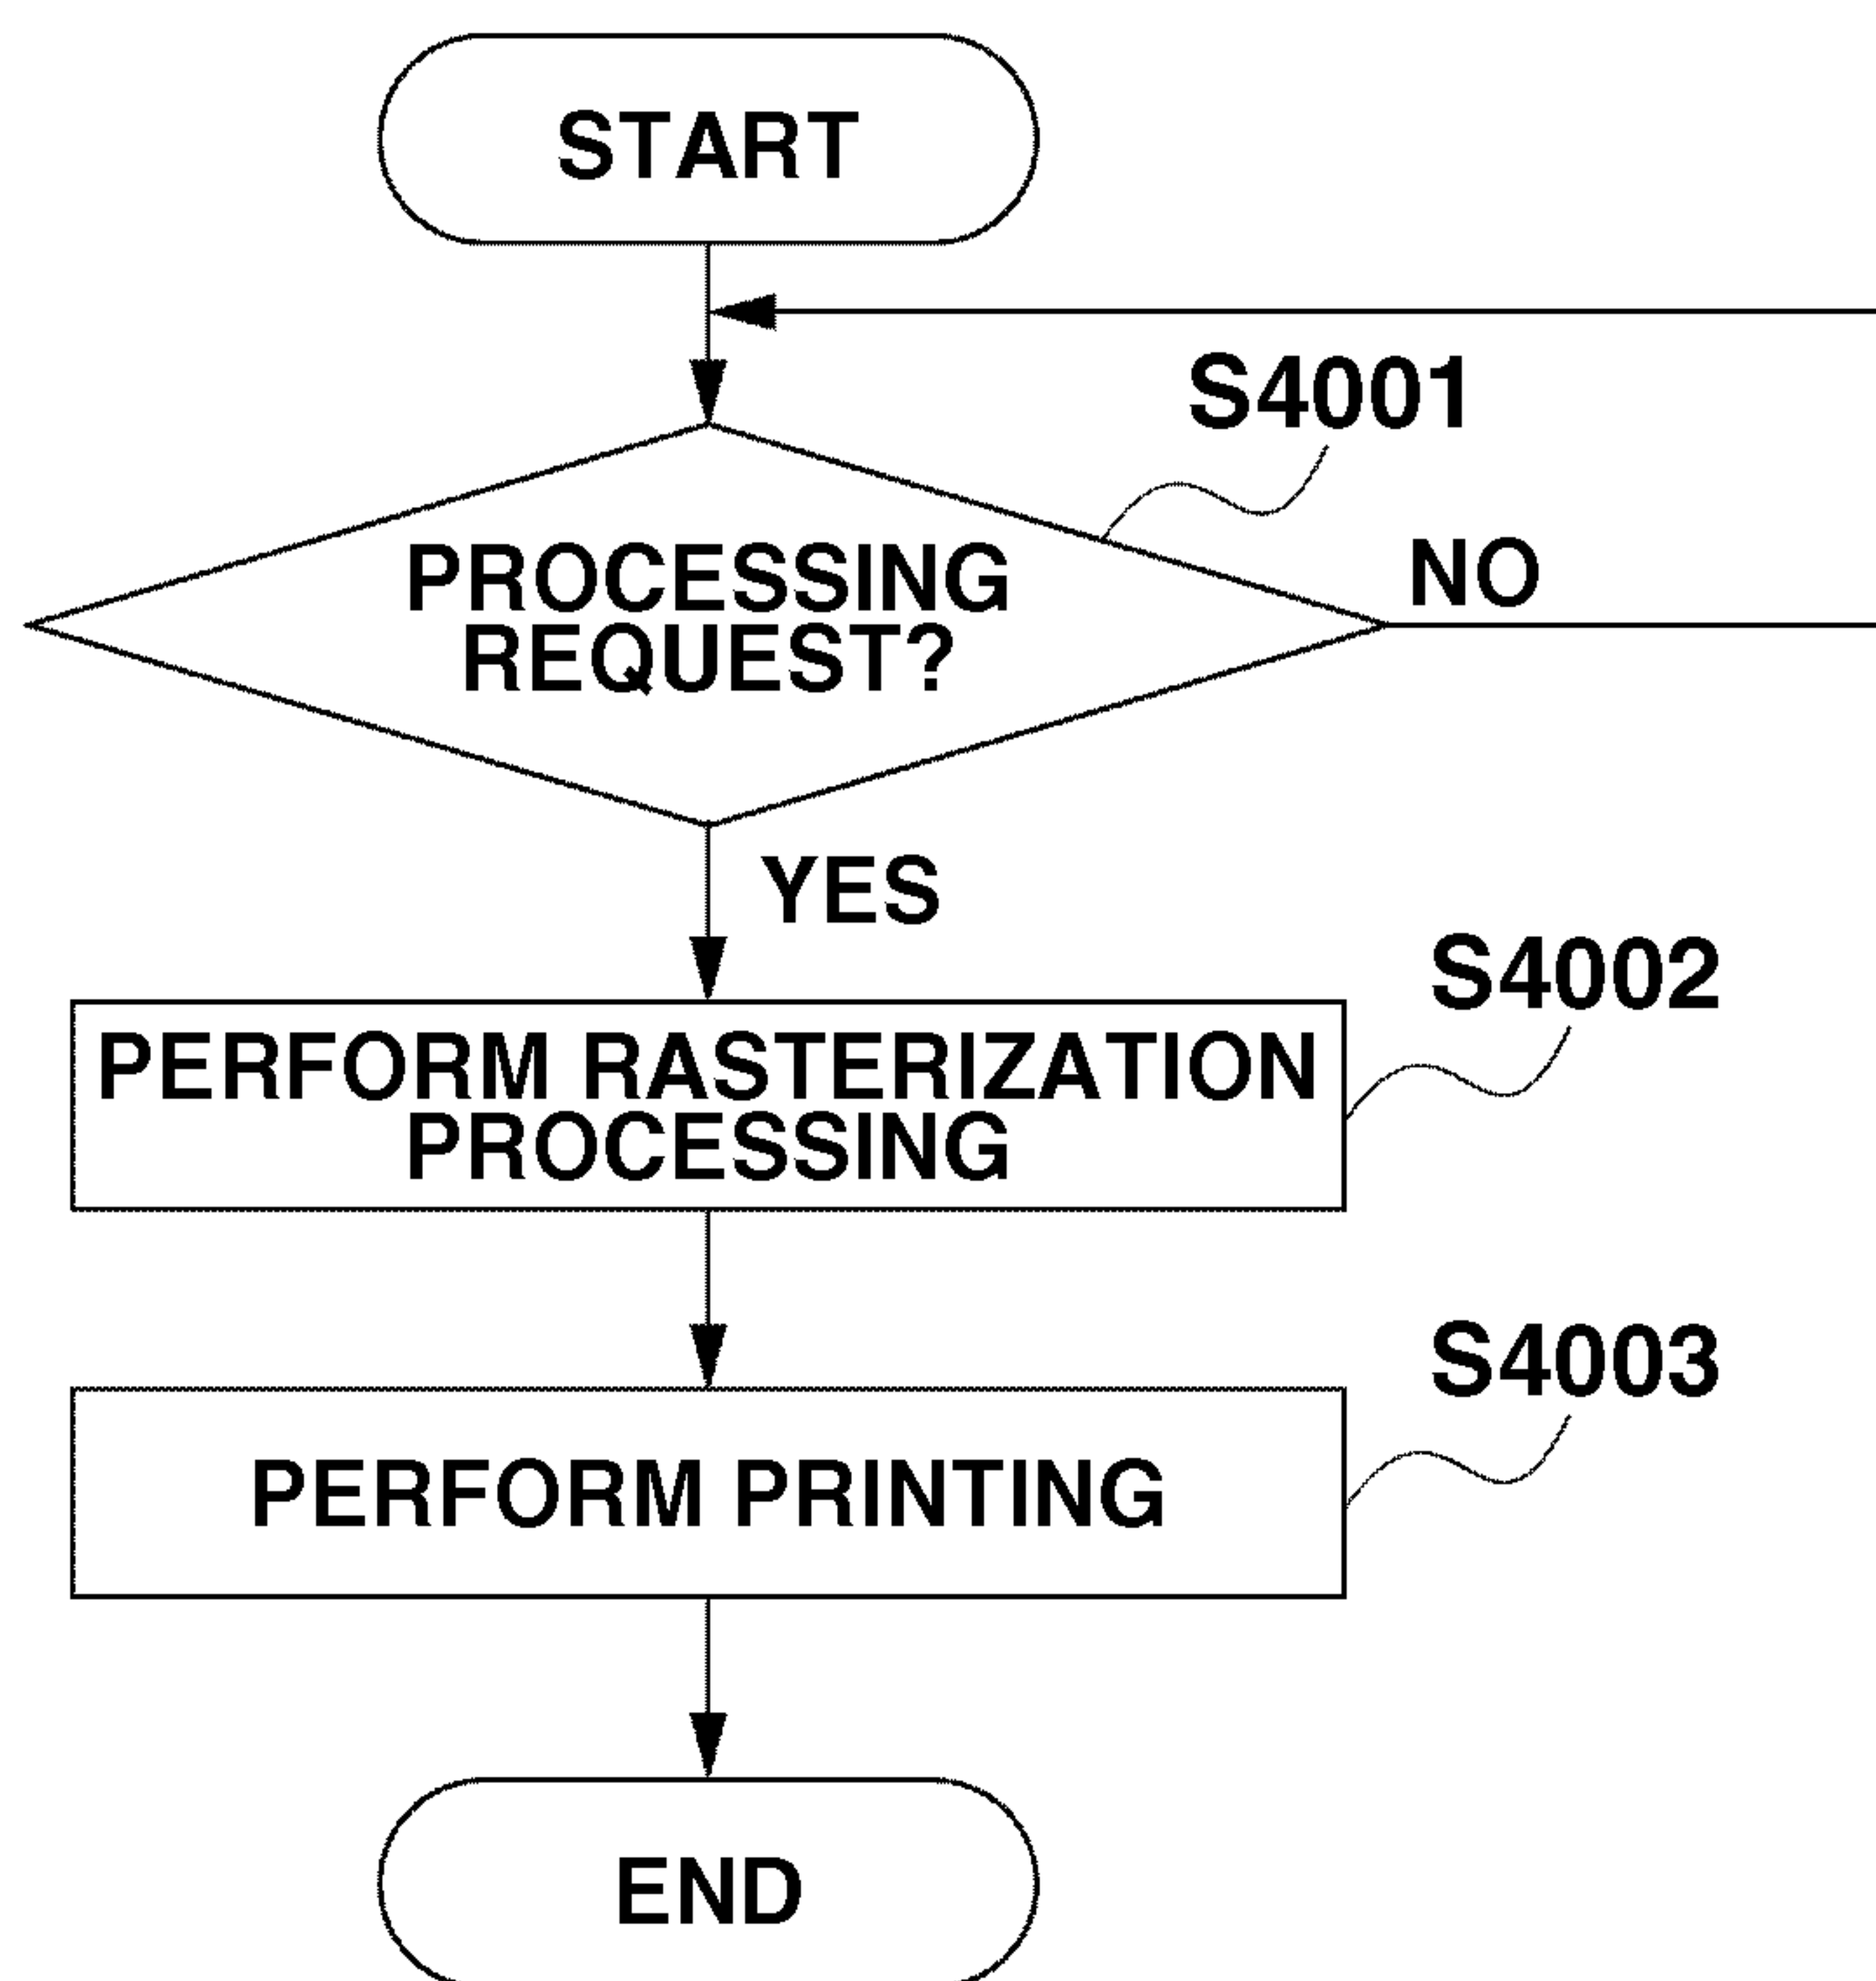 START
S4001
PROCESSING
REQUEST?
NO
YES
S4002
PERFORM RASTERIZATION
PROCESSING
S4003
PERFORM PRINTING
END